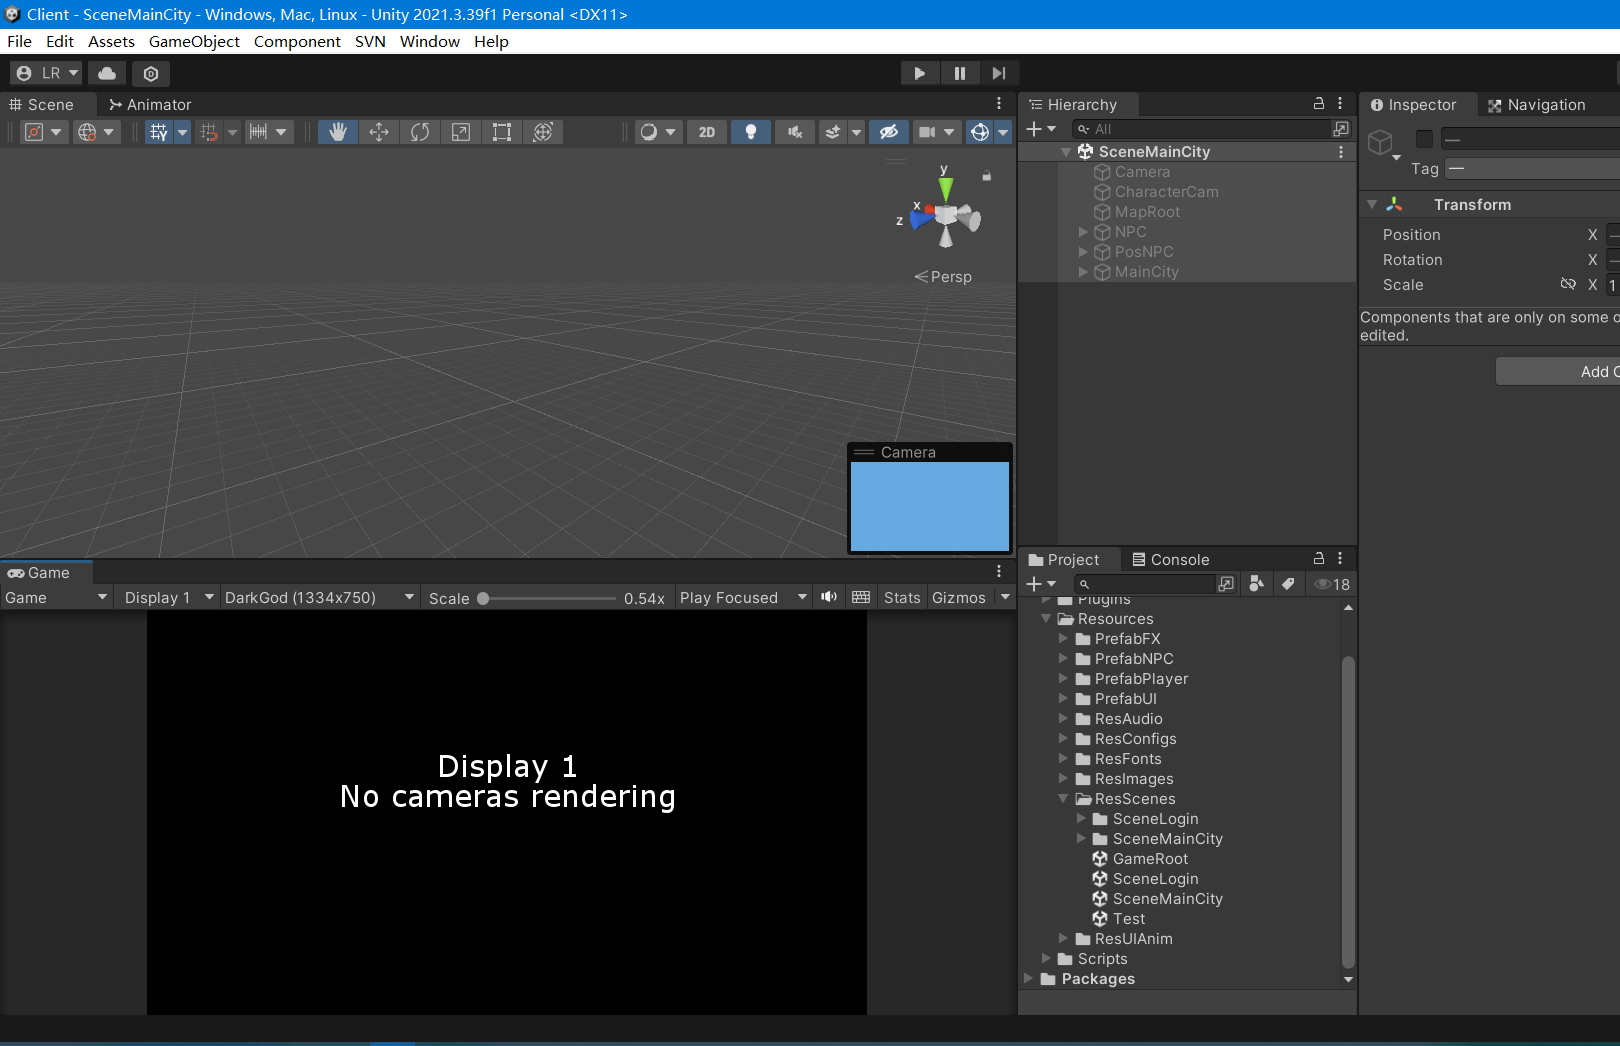 Client - SceneMainCity - Windows, Mac, Linux - Unity 2021.3.39f1 Personal <DX11>
File Edit Assets GameObject Component SVN Window Help
LR
Scene
Animator
2D
y
x
z
Persp
Camera
Game
Game
Display 1
DarkGod (1334x750)
Scale
0.54x
Play Focused
Stats
Gizmos
Display 1
No cameras rendering
Hierarchy
All
SceneMainCity
Camera
CharacterCam
MapRoot
NPC
PosNPC
MainCity
Project
Console
18
Plugins
Resources
PrefabFX
PrefabNPC
PrefabPlayer
PrefabUI
ResAudio
ResConfigs
ResFonts
ResImages
ResScenes
SceneLogin
SceneMainCity
GameRoot
SceneLogin
SceneMainCity
Test
ResUIAnim
Scripts
Packages
Inspector
Navigation
—
Tag —
Transform
Position X —
Rotation X —
Scale X 1
Components that are only on some o
edited.
Add C